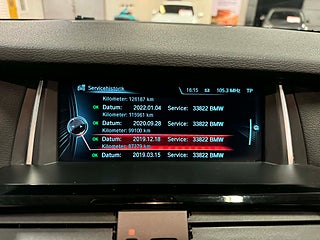 Servicehistorik 16:15 105.3 MHz TP
Kilometer: 126187 km
OK Datum: 2022.01.04 Service: 33822 BMW
Kilometer: 115961 km
OK Datum: 2020.09.28 Service: 33822 BMW
Kilometer: 99100 km
OK Datum: 2019.12.18 Service: 33822 BMW
Kilometer: 87329 km
OK Datum: 2019.03.15 Service: 33822 BMW